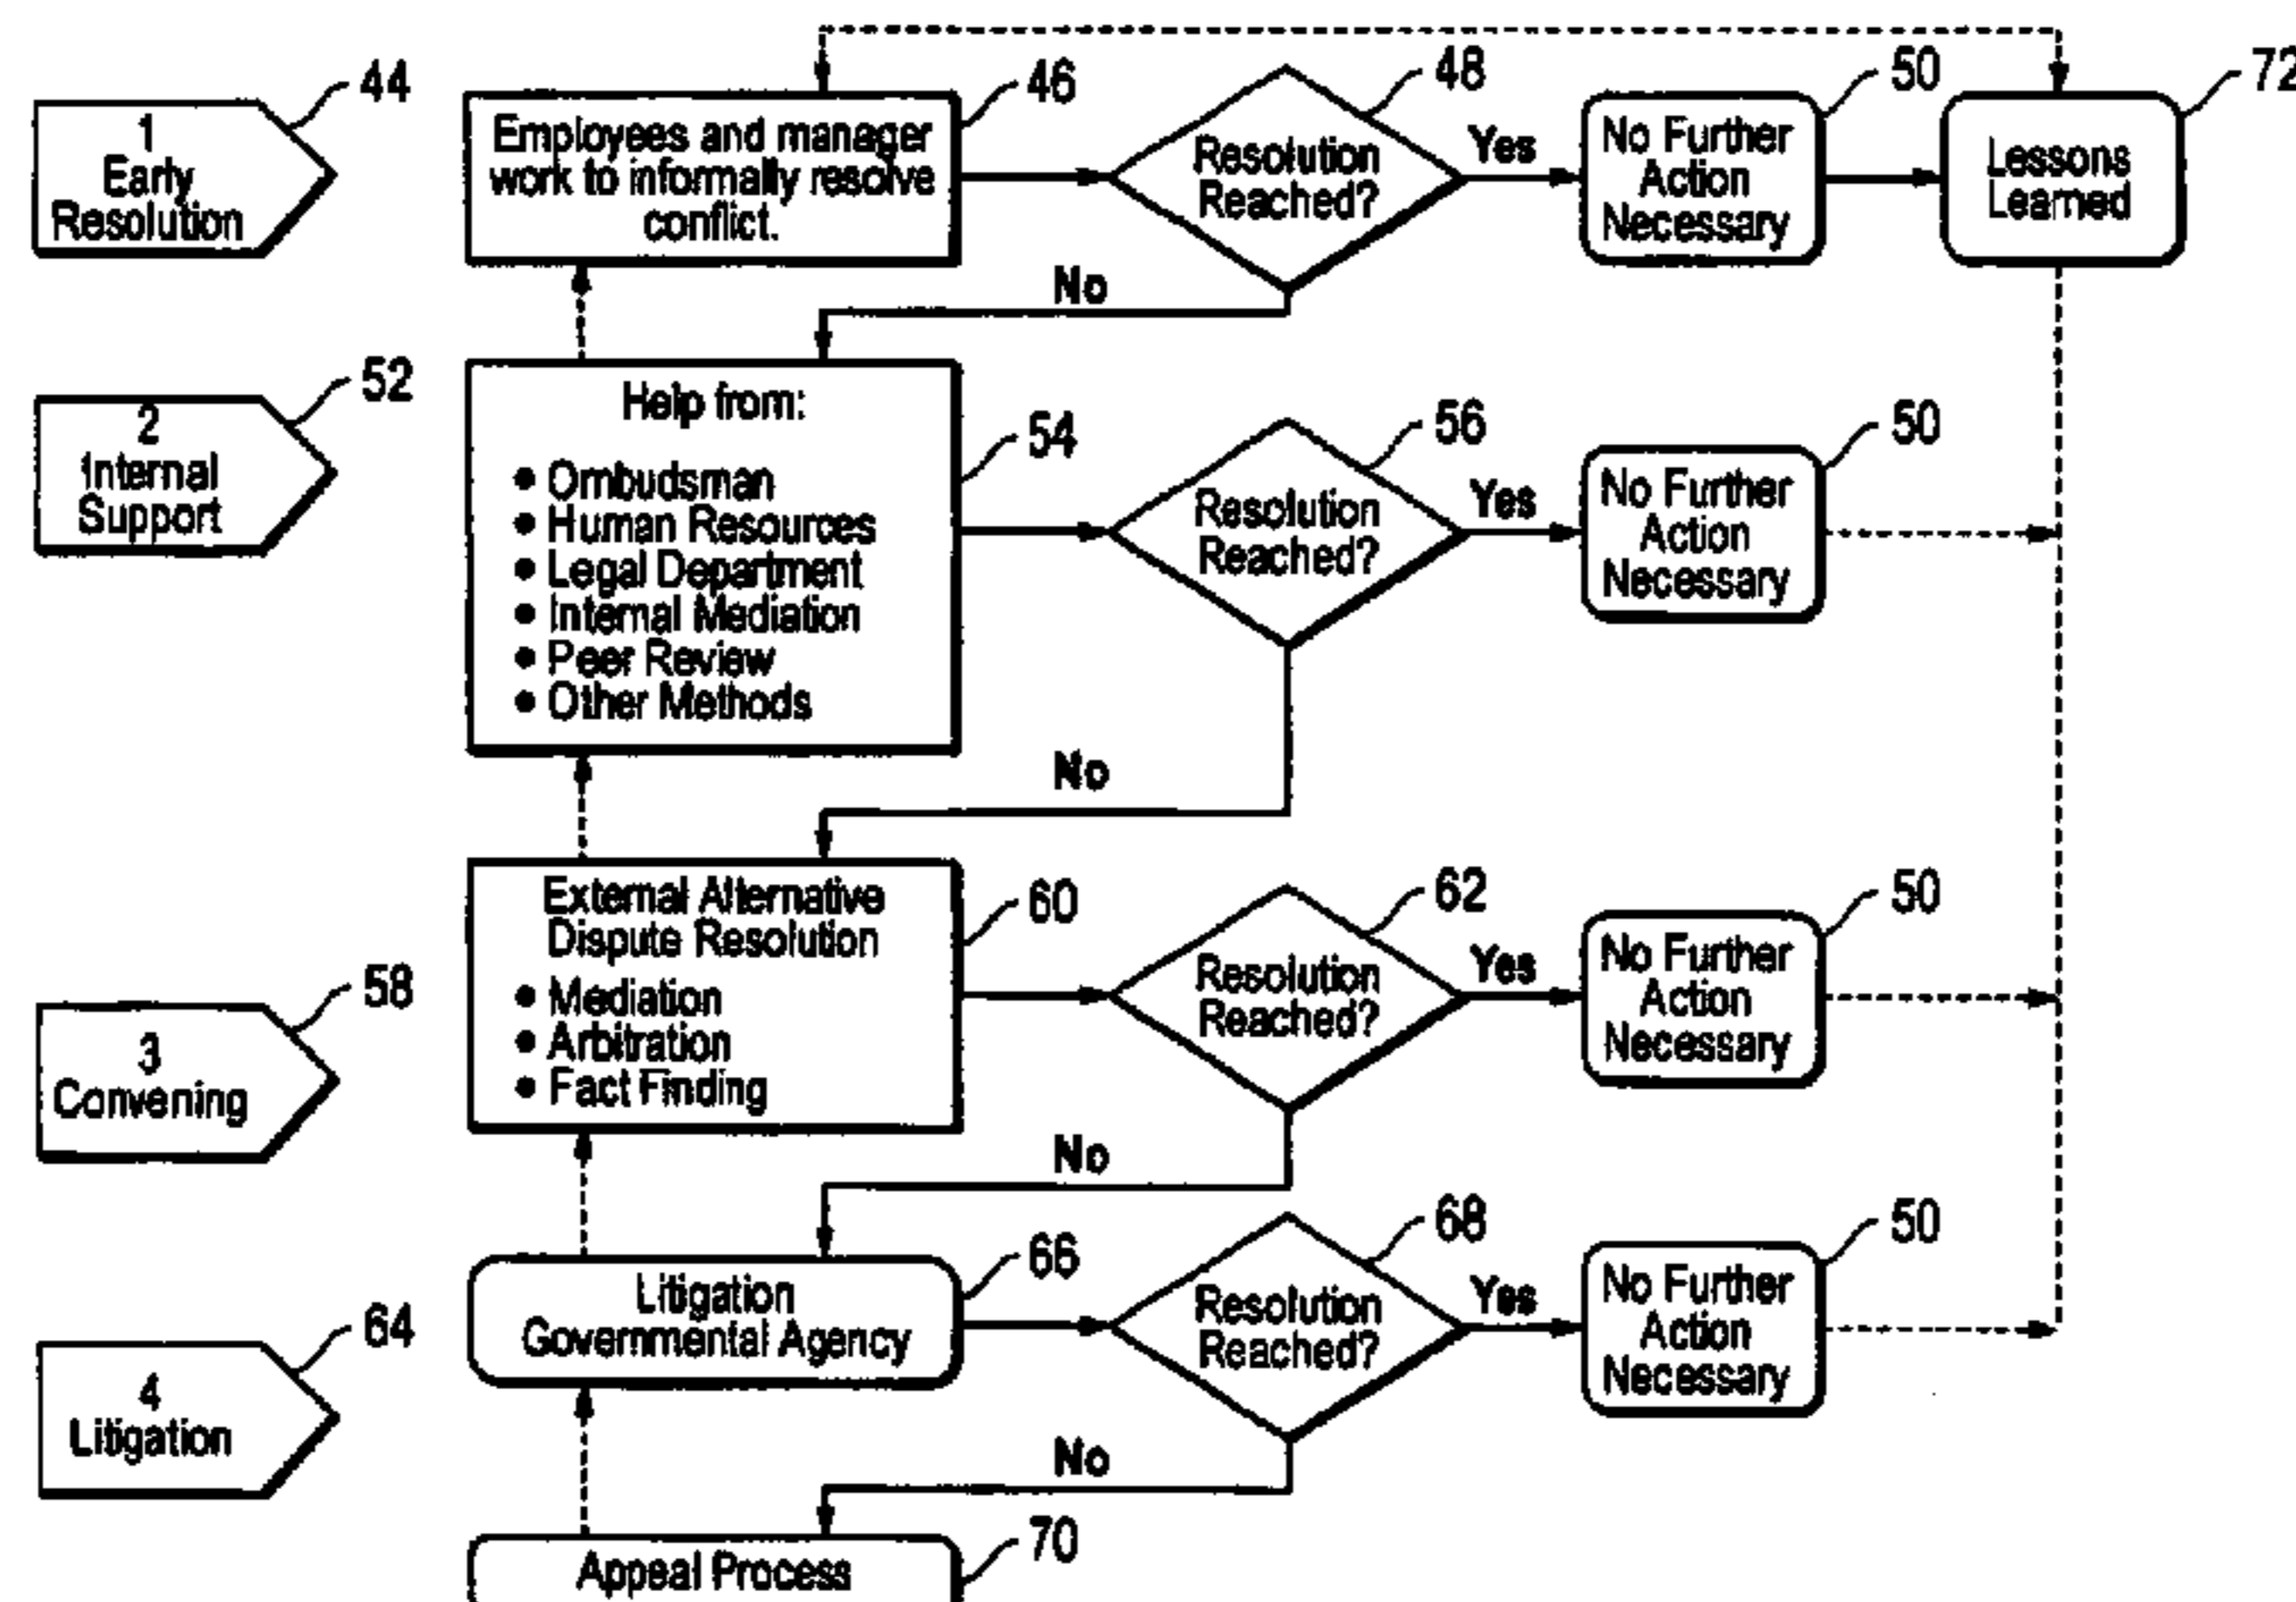 44
1
Early
Resolution
46
Employees and manager
work to informally resolve
conflict.
48
Resolution
Reached?
Yes
No
50
No Further
Action
Necessary
72
Lessons
Learned
52
2
Internal
Support
54
Help from:
• Ombudsman
• Human Resources
• Legal Department
• Internal Mediation
• Peer Review
• Other Methods
56
Resolution
Reached?
Yes
No
50
No Further
Action
Necessary
58
3
Convening
60
External Alternative
Dispute Resolution
• Mediation
• Arbitration
• Fact Finding
62
Resolution
Reached?
Yes
No
50
No Further
Action
Necessary
64
4
Litigation
66
Litigation
Governmental Agency
68
Resolution
Reached?
Yes
No
50
No Further
Action
Necessary
70
Appeal Process